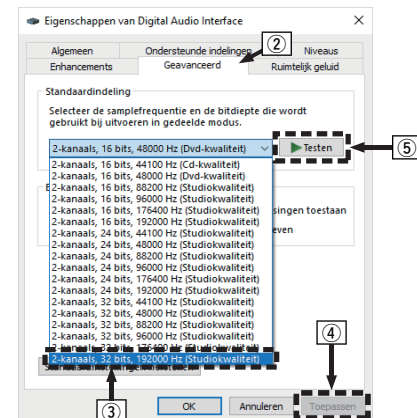 Eigenschappen van Digital Audio Interface
Algemeen Ondersteunde indelingen Niveaus
②
Enhancements Geavanceerd Ruimtelijk geluid
Standaardindeling
Selecteer de samplefrequentie en de bitdiepte die wordt
gebruikt bij uitvoeren in gedeelde modus.
2-kanaals, 16 bits, 48000 Hz (Dvd-kwaliteit) Testen ⑤
2-kanaals, 16 bits, 44100 Hz (Cd-kwaliteit)
2-kanaals, 16 bits, 48000 Hz (Dvd-kwaliteit)
2-kanaals, 16 bits, 88200 Hz (Studiokwaliteit)
2-kanaals, 16 bits, 96000 Hz (Studiokwaliteit)
2-kanaals, 16 bits, 176400 Hz (Studiokwaliteit) singen toestaan
2-kanaals, 16 bits, 192000 Hz (Studiokwaliteit)
2-kanaals, 24 bits, 44100 Hz (Studiokwaliteit) even
2-kanaals, 24 bits, 48000 Hz (Studiokwaliteit)
2-kanaals, 24 bits, 88200 Hz (Studiokwaliteit)
2-kanaals, 24 bits, 96000 Hz (Studiokwaliteit)
2-kanaals, 24 bits, 176400 Hz (Studiokwaliteit)
2-kanaals, 24 bits, 192000 Hz (Studiokwaliteit)
2-kanaals, 32 bits, 44100 Hz (Studiokwaliteit)
2-kanaals, 32 bits, 48000 Hz (Studiokwaliteit)
2-kanaals, 32 bits, 88200 Hz (Studiokwaliteit)
2-kanaals, 32 bits, 96000 Hz (Studiokwaliteit)
2-kanaals, 32 bits, 176400 Hz (Studiokwaliteit)
2-kanaals, 32 bits, 192000 Hz (Studiokwaliteit)
④
③
OK Annuleren Toepassen